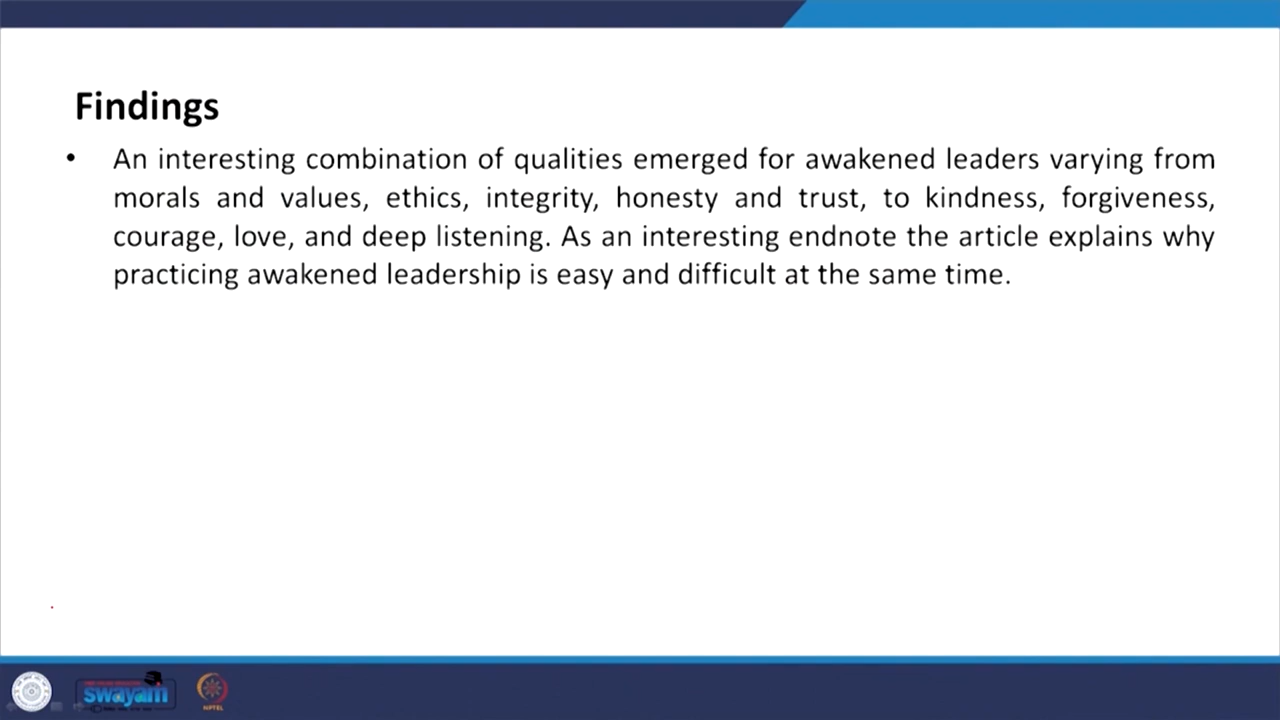 Findings
• An interesting combination of qualities emerged for awakened leaders varying from
morals and values, ethics, integrity, honesty and trust, to kindness, forgiveness,
courage, love, and deep listening. As an interesting endnote the article explains why
practicing awakened leadership is easy and difficult at the same time.
swayam
NPTEL